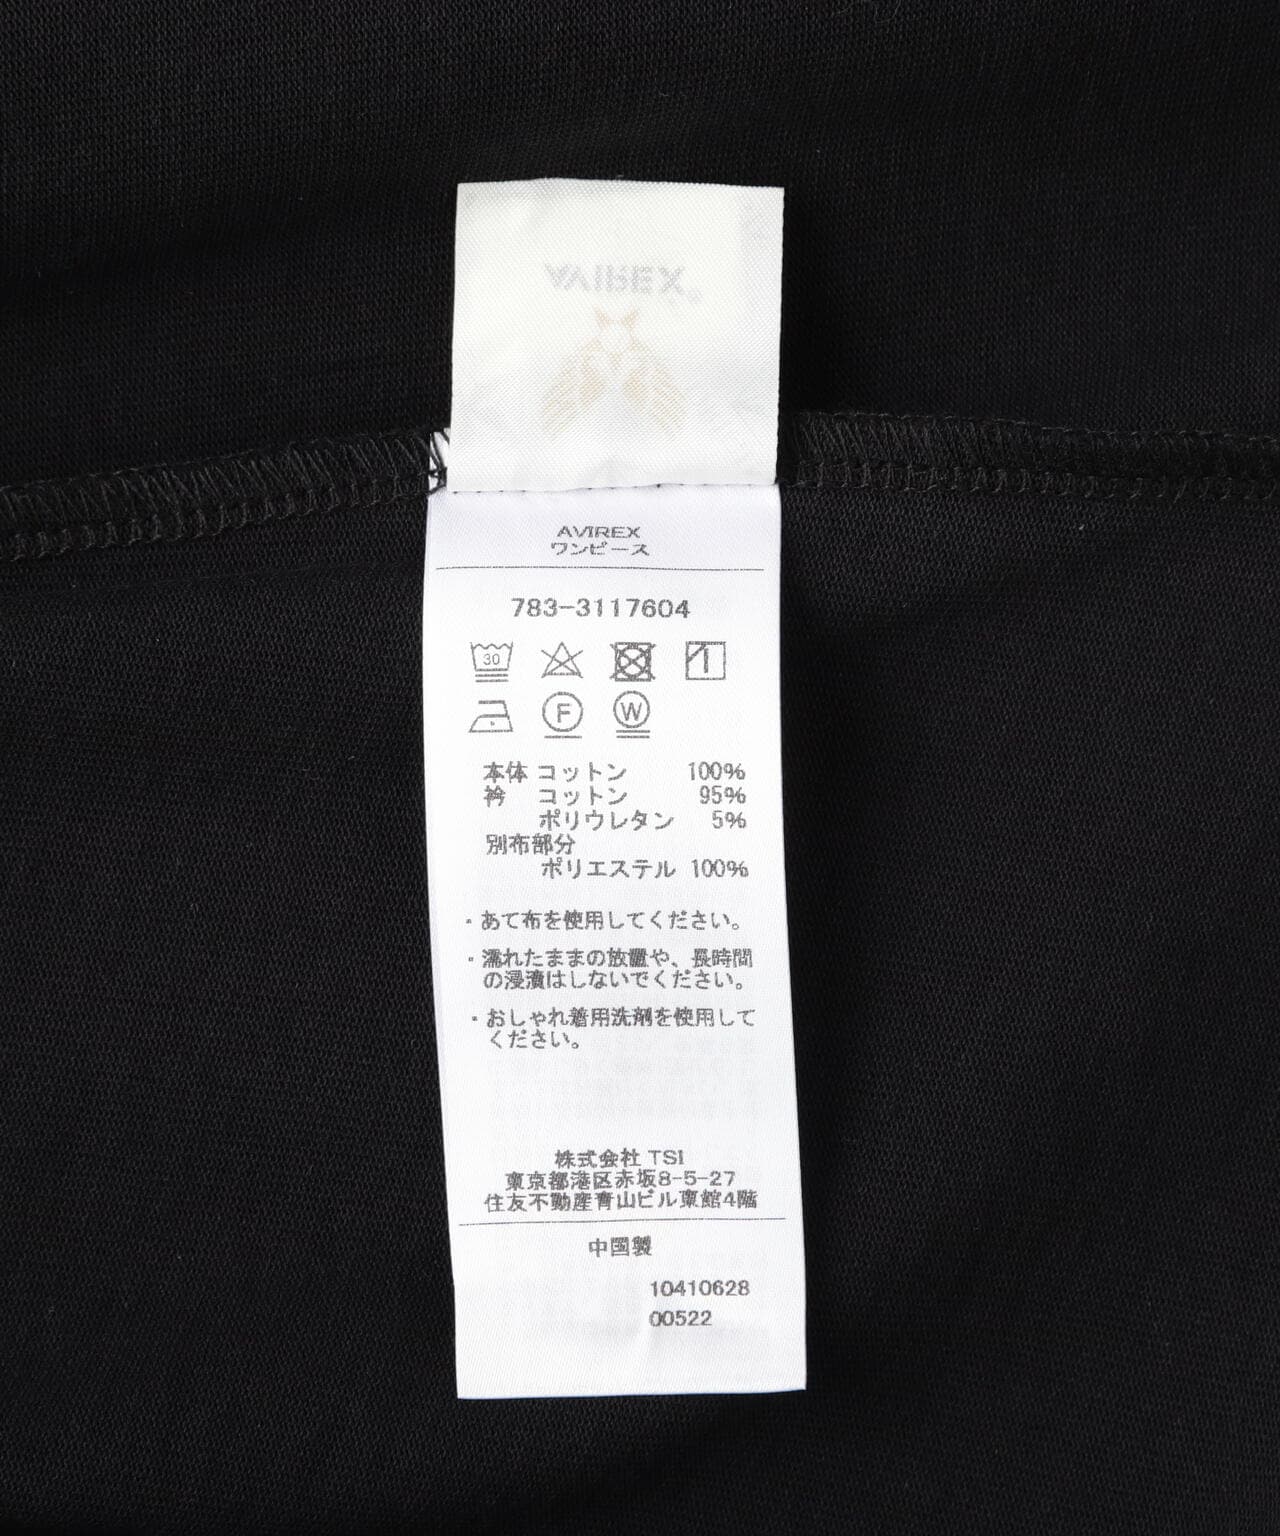 AVIREX
AVIREX
ワンピース
783-3117604
30
F
W
本体 コットン 100%
衿 コットン 95%
ポリウレタン 5%
別布部分
ポリエステル 100%
・あて布を使用してください。
・濡れたままの放置や、長時間
の浸漬はしないでください。
・おしゃれ着用洗剤を使用して
ください。
株式会社 TSI
東京都港区赤坂8-5-27
住友不動産青山ビル東館4階
中国製
10410628
00522